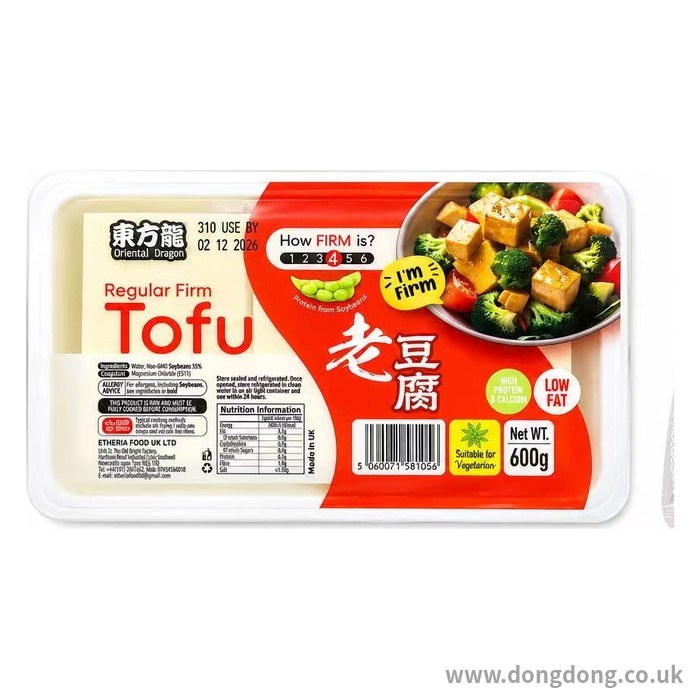 東方龍
Oriental Dragon
310 USE BY
02 12 2026
How FIRM is?
1 2 3 4 5 6
Protein from Soybeans
I'm
Firm
Regular Firm
Tofu
老豆腐
Ingredients Water, Non-GMO Soybeans 55%
Coagulant Magnesium Chloride (E511)
ALLERGY
ADVICE
For allergens, including Soybeans,
see ingredients in bold
THIS PRODUCT IS RAW AND MUST BE
FULLY COOKED BEFORE CONSUMPTION.
Typical cooking methods
ETHERIA FOOD UK LTD
Store sealed and refrigerated. Once
opened, store refrigerated in clean
water in an air tight container and
use within 24 hours.
Nutrition Information
Energy
Fat
Protein
Fibre
Salt
Made in UK
HIGH
PROTEIN
& CALCIUM
LOW
FAT
5 060071 581056
Suitable for
Vegetarian
Net WT.
600g
www.dongdong.co.uk